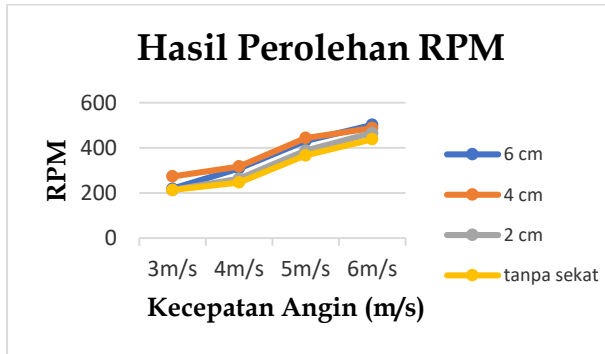 Hasil Perolehan RPM
600
400
200
0
RPM
3m/s 4m/s 5m/s 6m/s
Kecepatan Angin (m/s)
6 cm
4 cm
2 cm
tanpa sekat